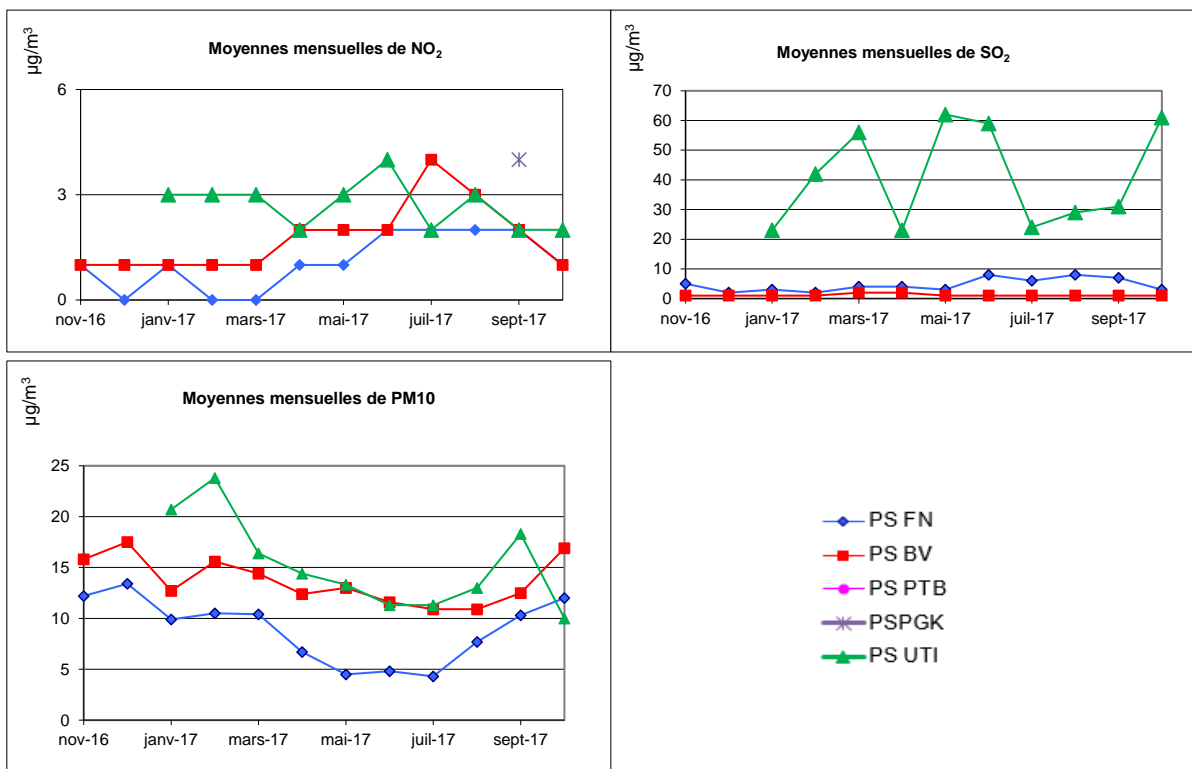 Moyennes mensuelles de NO₂
µg/m³
6
3
0
nov-16 janv-17 mars-17 mai-17 juil-17 sept-17
Moyennes mensuelles de SO₂
µg/m³
70
60
50
40
30
20
10
0
nov-16 janv-17 mars-17 mai-17 juil-17 sept-17
Moyennes mensuelles de PM10
µg/m³
25
20
15
10
5
0
nov-16 janv-17 mars-17 mai-17 juil-17 sept-17
PS FN
PS BV
PS PTB
PSPGK
PS UTI